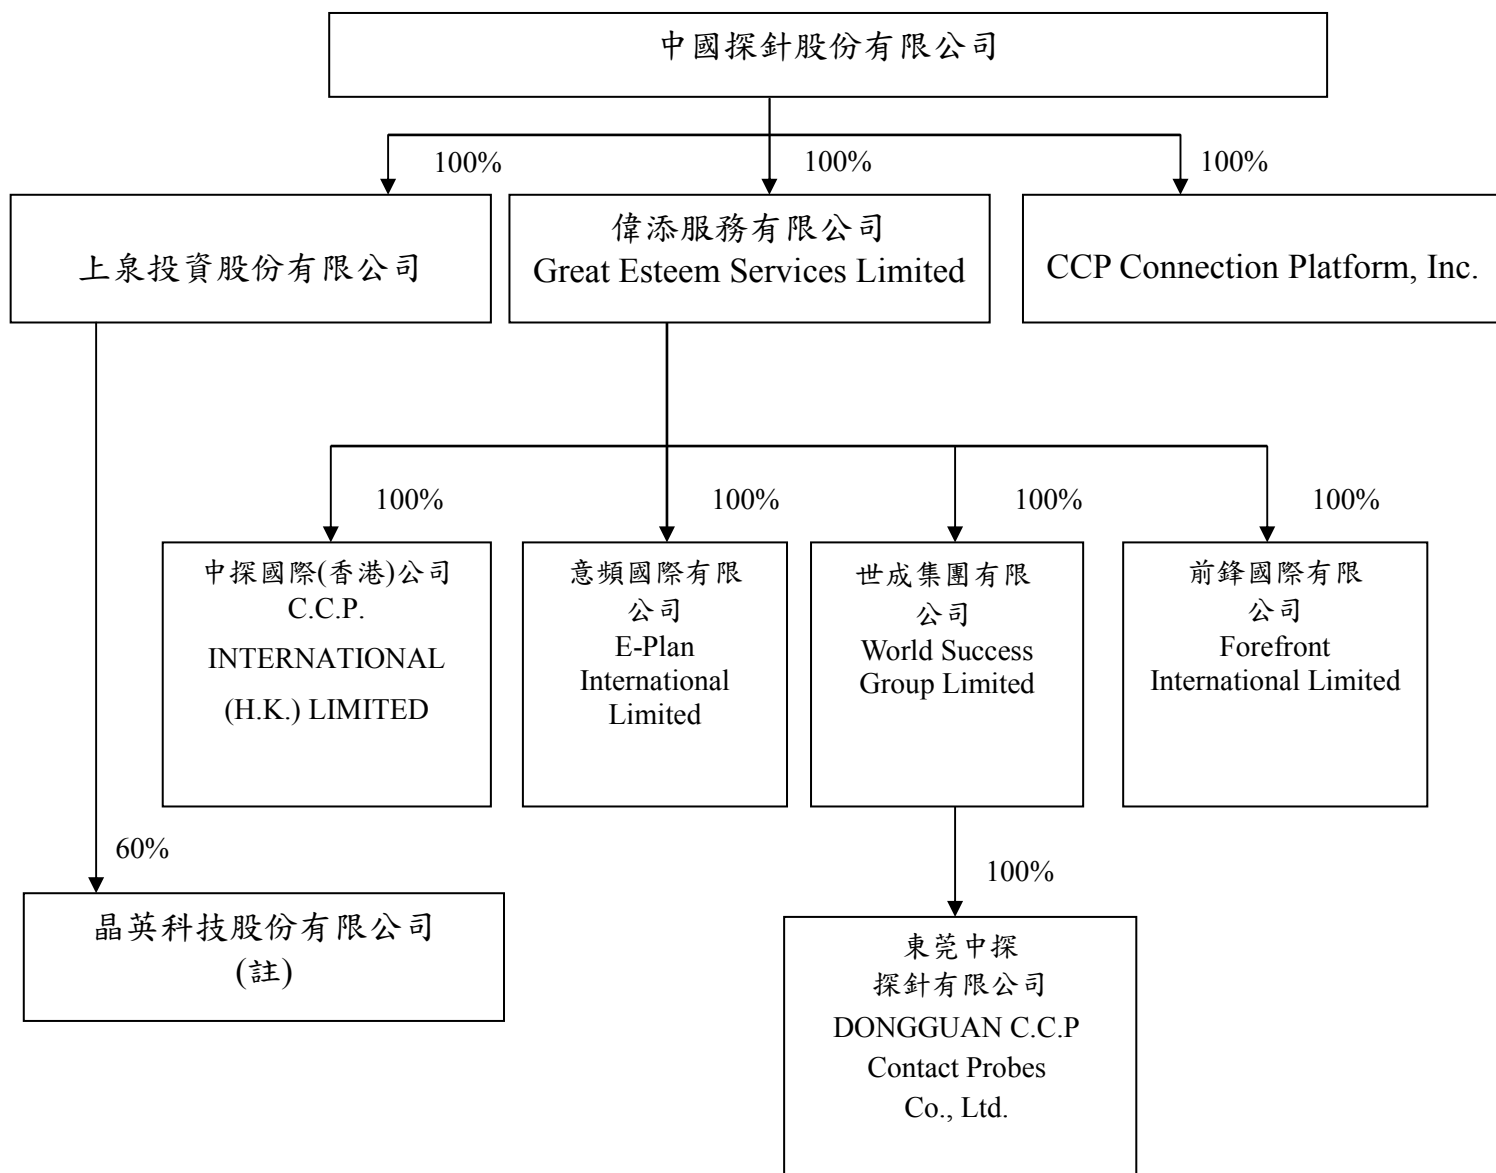 中國探針股份有限公司
100%
100%
100%
上泉投資股份有限公司
偉添服務有限公司
Great Esteem Services Limited
CCP Connection Platform, Inc.
100%
100%
100%
100%
中探國際(香港)公司
C.C.P.
INTERNATIONAL
(H.K.) LIMITED
意頻國際有限
公司
E-Plan
International
Limited
世成集團有限
公司
World Success
Group Limited
前鋒國際有限
公司
Forefront
International Limited
60%
100%
晶英科技股份有限公司
(註)
東莞中探
探針有限公司
DONGGUAN C.C.P
Contact Probes
Co., Ltd.